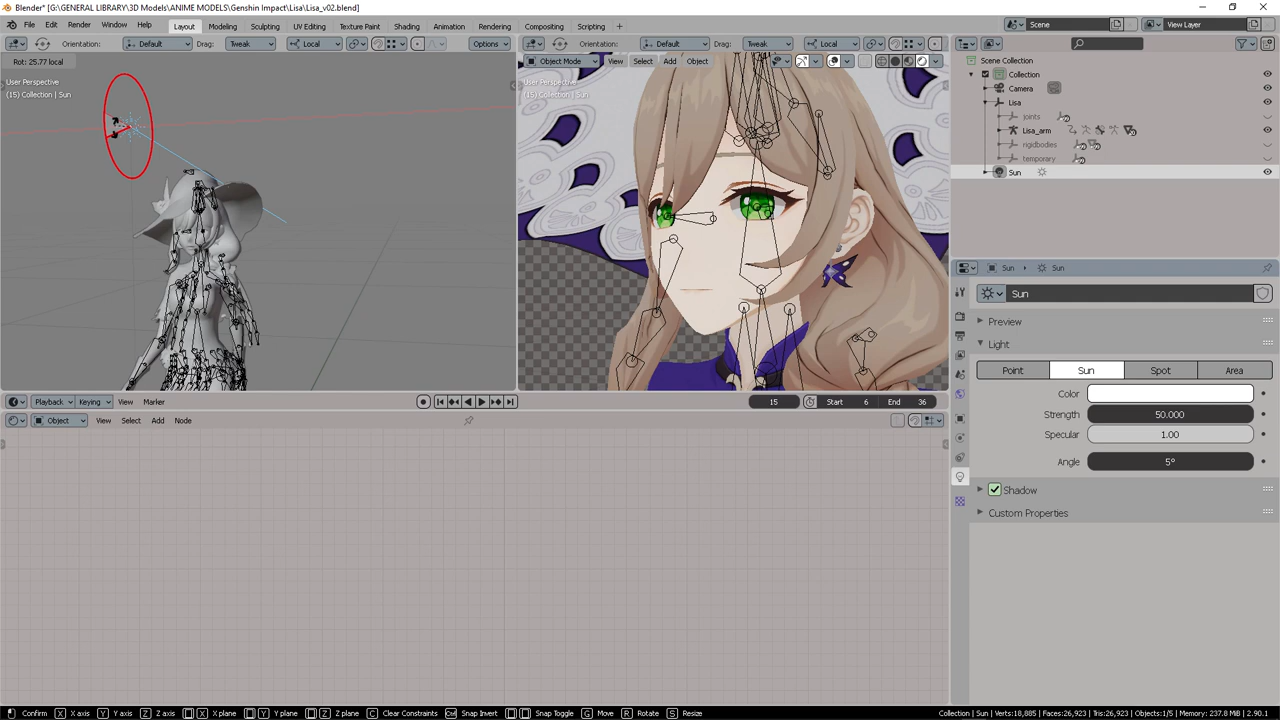 Blender* [G:\GENERAL LIBRARY\3D Models\ANIME MODELS\Genshin Impact\Lisa\Lisa_v02.blend]
File Edit Render Window Help Layout Modeling Sculpting UV Editing Texture Paint Shading Animation Rendering Compositing Scripting + Scene View Layer
Orientation: Default Drag: Tweak Local Options Orientation: Default Drag: Tweak Local
Rot: 25.77 local Object Mode View Select Add Object
User Perspective
(15) Collection | Sun
User Perspective
(15) Collection | Sun
Scene Collection
Collection
Camera
Lisa
joints
Lisa_arm
rigidbodies
temporary
Sun
Sun Sun
Sun
Preview
Light
Point Sun Spot Area
Color
Strength 50.000
Specular 1.00
Angle 5°
Shadow
Custom Properties
Playback Keying View Marker 15 Start 6 End 36
Object View Select Add Node
Confirm X X axis Y Y axis Z Z axis X X plane Y Y plane Z Z plane C Clear Constraints Snap Invert Snap Toggle G Move R Rotate S Resize Collection | Sun | Verts:18,885 | Faces:26,923 | Tris:26,923 | Objects:1/5 | Memory: 237.8 MiB | 2.90.1